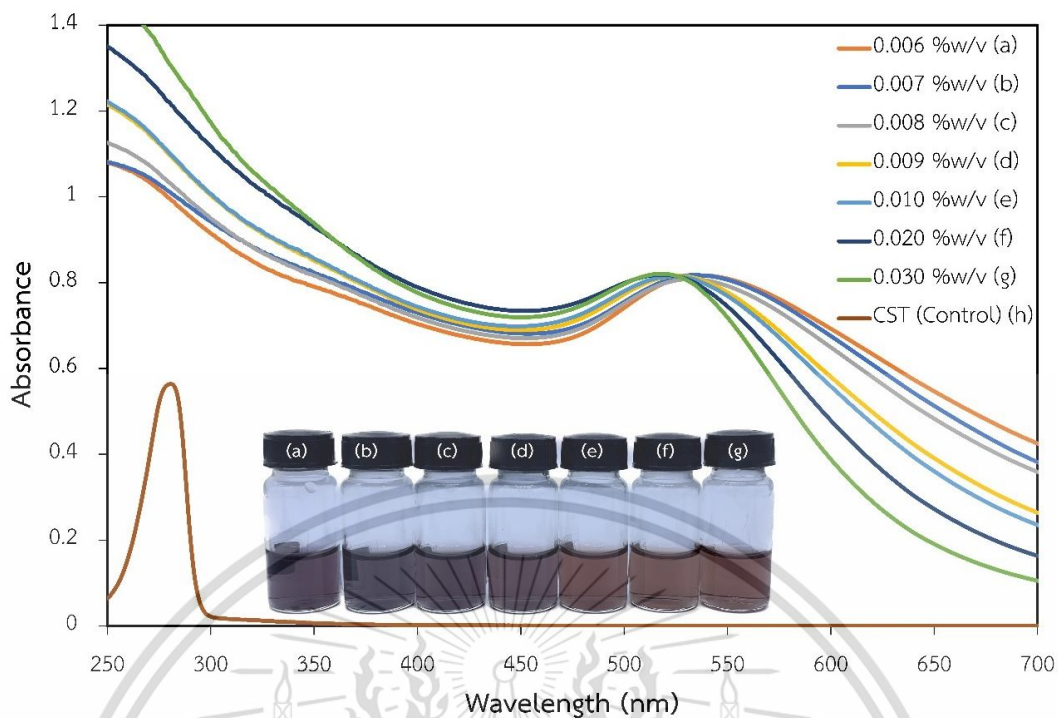 1.4
1.2
1
0.8
0.6
0.4
0.2
0
Absorbance
0.006 %w/v (a)
0.007 %w/v (b)
0.008 %w/v (c)
0.009 %w/v (d)
0.010 %w/v (e)
0.020 %w/v (f)
0.030 %w/v (g)
CST (Control) (h)
(a) (b) (c) (d) (e) (f) (g)
250 300 350 400 450 500 550 600 650 700
Wavelength (nm)